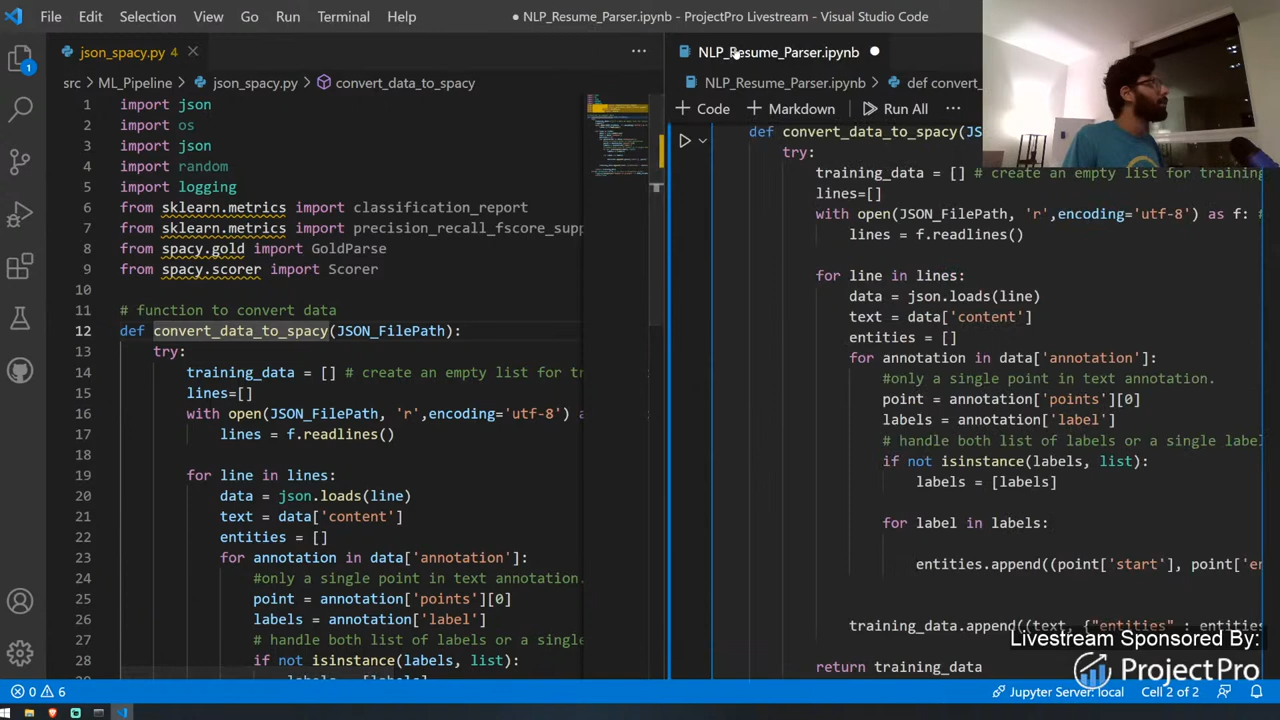 File Edit Selection View Go Run Terminal Help
● NLP_Resume_Parser.ipynb - ProjectPro Livestream - Visual Studio Code
json_spacy.py 4
src > ML_Pipeline > json_spacy.py > convert_data_to_spacy
1 import json
2 import os
3 import json
4 import random
5 import logging
6 from sklearn.metrics import classification_report
7 from sklearn.metrics import precision_recall_fscore_supp
8 from spacy.gold import GoldParse
9 from spacy.scorer import Scorer
10
11 # function to convert data
12 def convert_data_to_spacy(JSON_FilePath):
13 try:
14 training_data = [] # create an empty list for tr
15 lines=[]
16 with open(JSON_FilePath, 'r',encoding='utf-8') a
17 lines = f.readlines()
18
19 for line in lines:
20 data = json.loads(line)
21 text = data['content']
22 entities = []
23 for annotation in data['annotation']:
24 #only a single point in text annotation.
25 point = annotation['points'][0]
26 labels = annotation['label']
27 # handle both list of labels or a single
28 if not isinstance(labels, list):
NLP_Resume_Parser.ipynb ●
NLP_Resume_Parser.ipynb > def convert_
+ Code + Markdown Run All ...
def convert_data_to_spacy(JS
try:
training_data = [] # create an empty list for training
lines=[]
with open(JSON_FilePath, 'r',encoding='utf-8') as f: #
lines = f.readlines()
for line in lines:
data = json.loads(line)
text = data['content']
entities = []
for annotation in data['annotation']:
#only a single point in text annotation.
point = annotation['points'][0]
labels = annotation['label']
# handle both list of labels or a single label
if not isinstance(labels, list):
labels = [labels]
for label in labels:
entities.append((point['start'], point['en
training_data.append((text, {"entities" : entities
return training_data
Livestream Sponsored By:
ProjectPro
0 6
Jupyter Server: local Cell 2 of 2
1